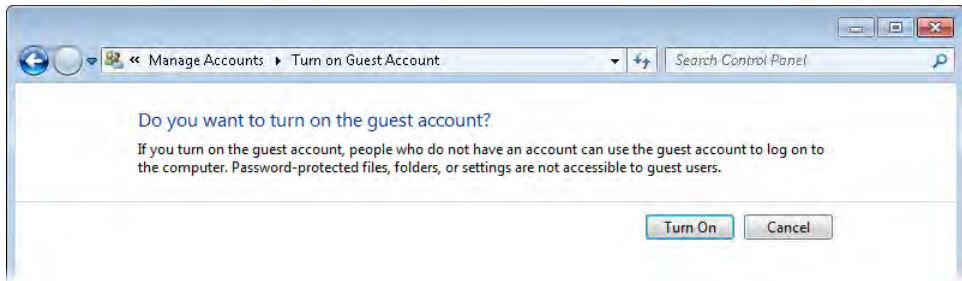 « Manage Accounts ▸ Turn on Guest Account Search Control Panel
Do you want to turn on the guest account?
If you turn on the guest account, people who do not have an account can use the guest account to log on to
the computer. Password-protected files, folders, or settings are not accessible to guest users.
Turn On Cancel